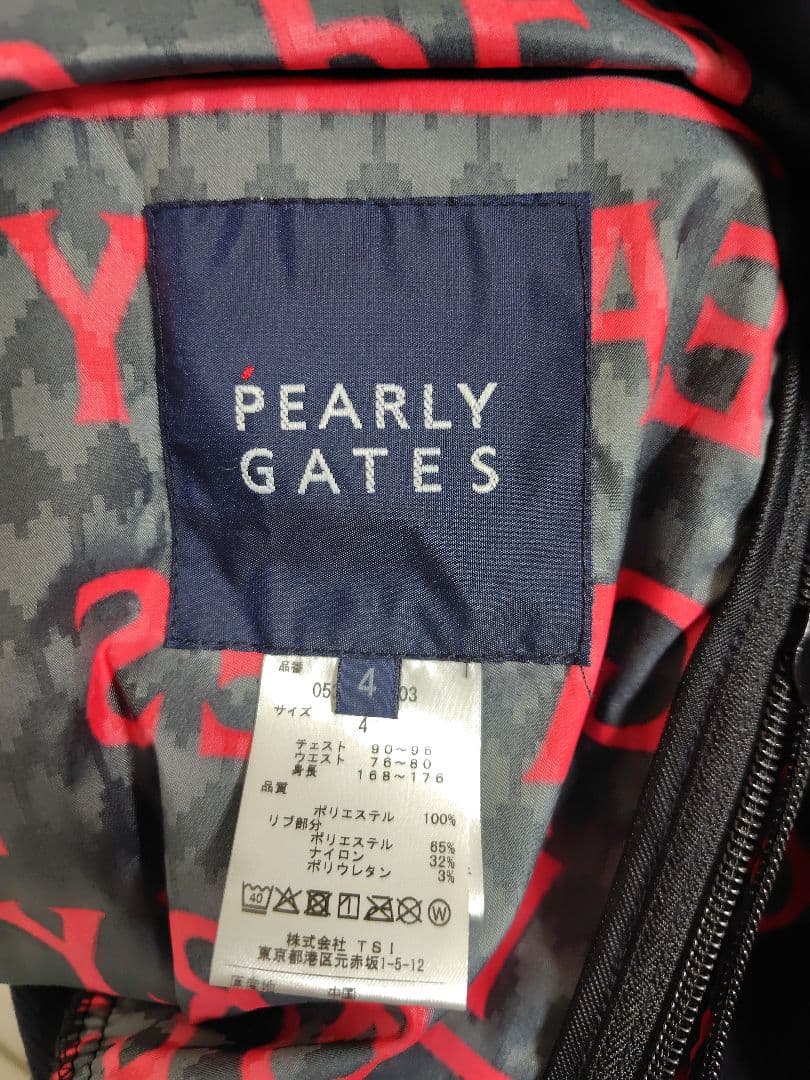 PEARLY
GATES
4
品番
05 03
サイズ
4
チェスト 90～96
ウエスト 76～80
身長 168～176
品質
ポリエステル 100%
リブ部分
ポリエステル 65%
ナイロン 32%
ポリウレタン 3%
40 W
株式会社 TSI
東京都港区元赤坂1-5-12
原産地 中国